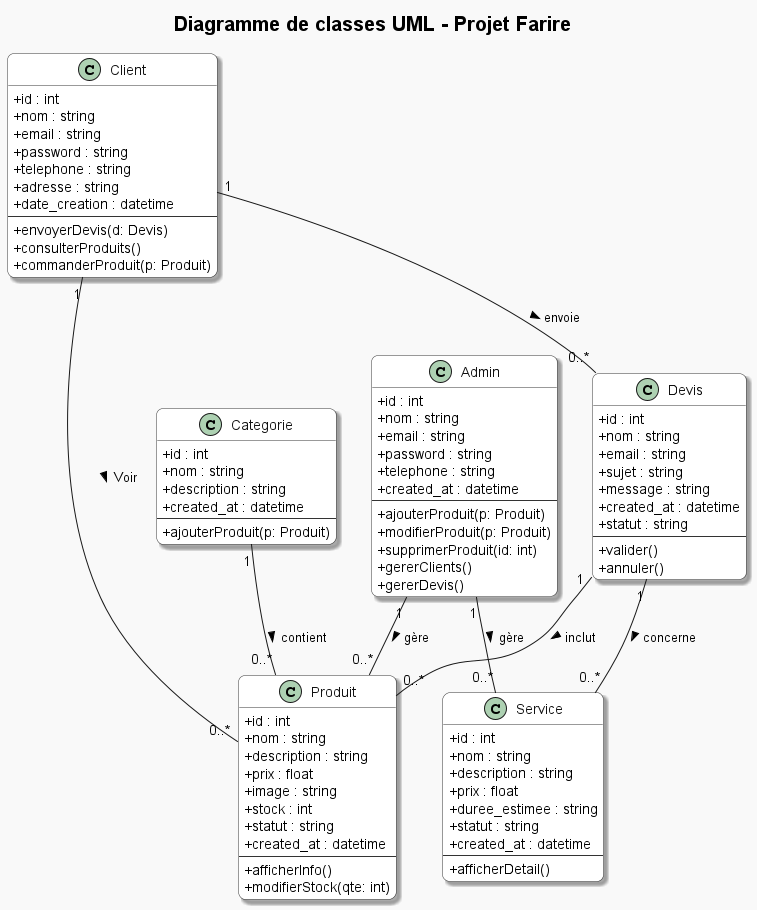 Diagramme de classes UML - Projet Farire
C Client
+id : int
+nom : string
+email : string
+password : string
+telephone : string
+adresse : string
+date_creation : datetime
+envoyerDevis(d: Devis)
+consulterProduits()
+commanderProduit(p: Produit)
1
envoie
0..*
1
Voir
0..*
C Categorie
+id : int
+nom : string
+description : string
+created_at : datetime
+ajouterProduit(p: Produit)
1
contient
0..*
C Admin
+id : int
+nom : string
+email : string
+password : string
+telephone : string
+created_at : datetime
+ajouterProduit(p: Produit)
+modifierProduit(p: Produit)
+supprimerProduit(id: int)
+gererClients()
+gererDevis()
1
gère
0..*
1
gère
0..*
C Devis
+id : int
+nom : string
+email : string
+sujet : string
+message : string
+created_at : datetime
+statut : string
+valider()
+annuler()
1
inclut
0..*
1
concerne
0..*
C Produit
+id : int
+nom : string
+description : string
+prix : float
+image : string
+stock : int
+statut : string
+created_at : datetime
+afficherInfo()
+modifierStock(qte: int)
C Service
+id : int
+nom : string
+description : string
+prix : float
+duree_estimee : string
+statut : string
+created_at : datetime
+afficherDetail()